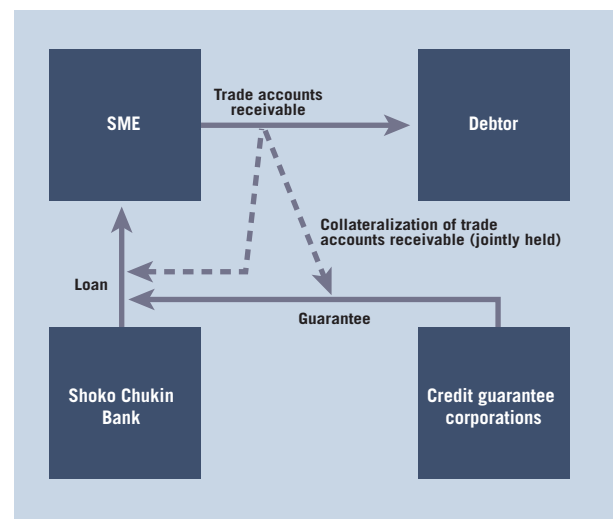 Trade accounts
receivable
SME
Debtor
Collateralization of trade
accounts receivable (jointly held)
Loan
Guarantee
Shoko Chukin
Bank
Credit guarantee
corporations